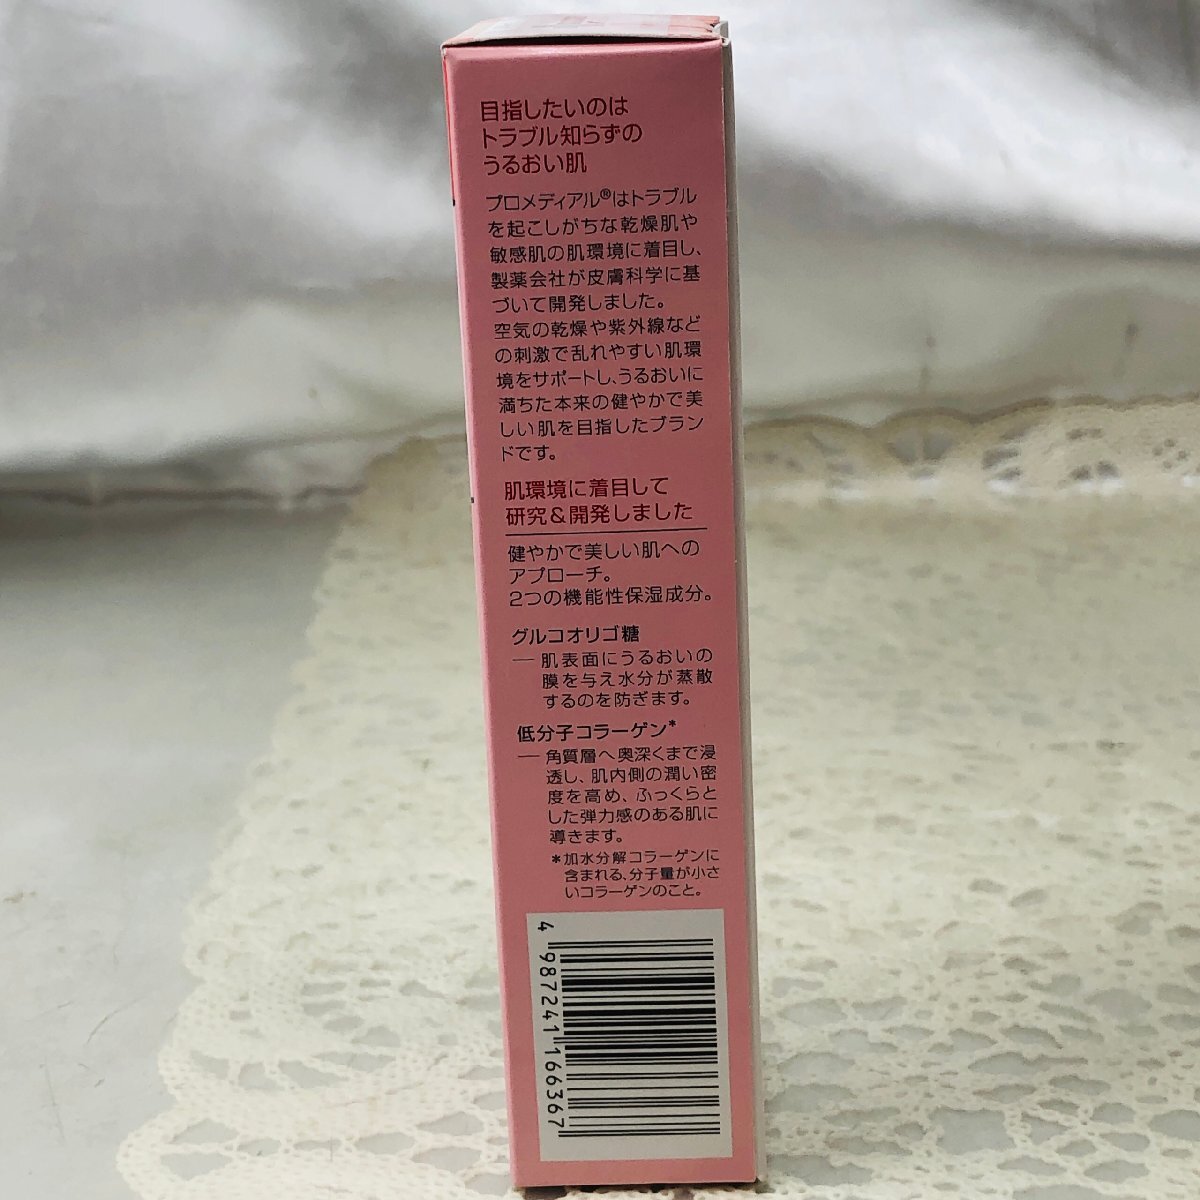 目指したいのは
トラブル知らずの
うるおい肌
プロメディアル®はトラブル
を起こしがちな乾燥肌や
敏感肌の肌環境に着目し、
製薬会社が皮膚科学に基
づいて開発しました。
空気の乾燥や紫外線など
の刺激で乱れやすい肌環
境をサポートし、うるおいに
満ちた本来の健やかで美
しい肌を目指したブラン
ドです。
肌環境に着目して
研究&開発しました
健やかで美しい肌への
アプローチ。
2つの機能性保湿成分。
グルコオリゴ糖
― 肌表面にうるおいの
膜を与え水分が蒸散
するのを防ぎます。
低分子コラーゲン*
― 角質層へ奥深くまで浸
透し、肌内側の潤い密
度を高め、ふっくらと
した弾力感のある肌に
導きます。
*加水分解コラーゲンに
含まれる、分子量が小さ
いコラーゲンのこと。
4 987241 166367